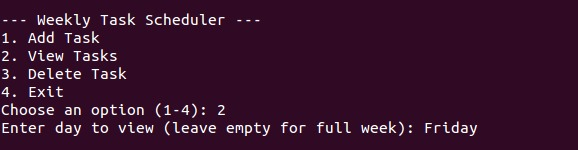 --- Weekly Task Scheduler ---
1. Add Task
2. View Tasks
3. Delete Task
4. Exit
Choose an option (1-4): 2
Enter day to view (leave empty for full week): Friday